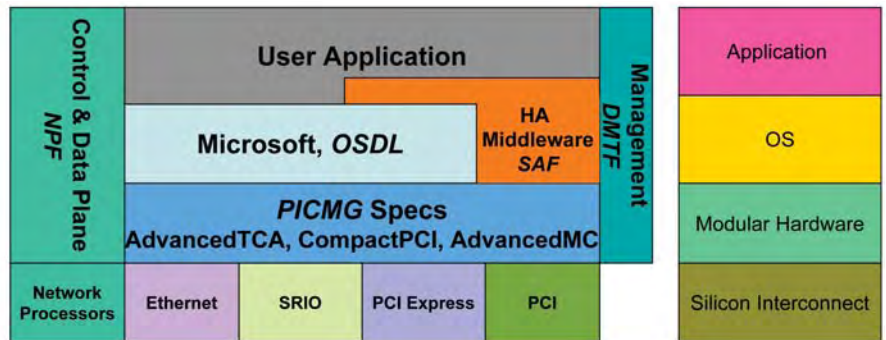 Control & Data Plane
NPF
User Application
HA
Middleware
SAF
Microsoft, OSDL
PICMG Specs
AdvancedTCA, CompactPCI, AdvancedMC
Management
DMTF
Network
Processors
Ethernet
SRIO
PCI Express
PCI
Application
OS
Modular Hardware
Silicon Interconnect